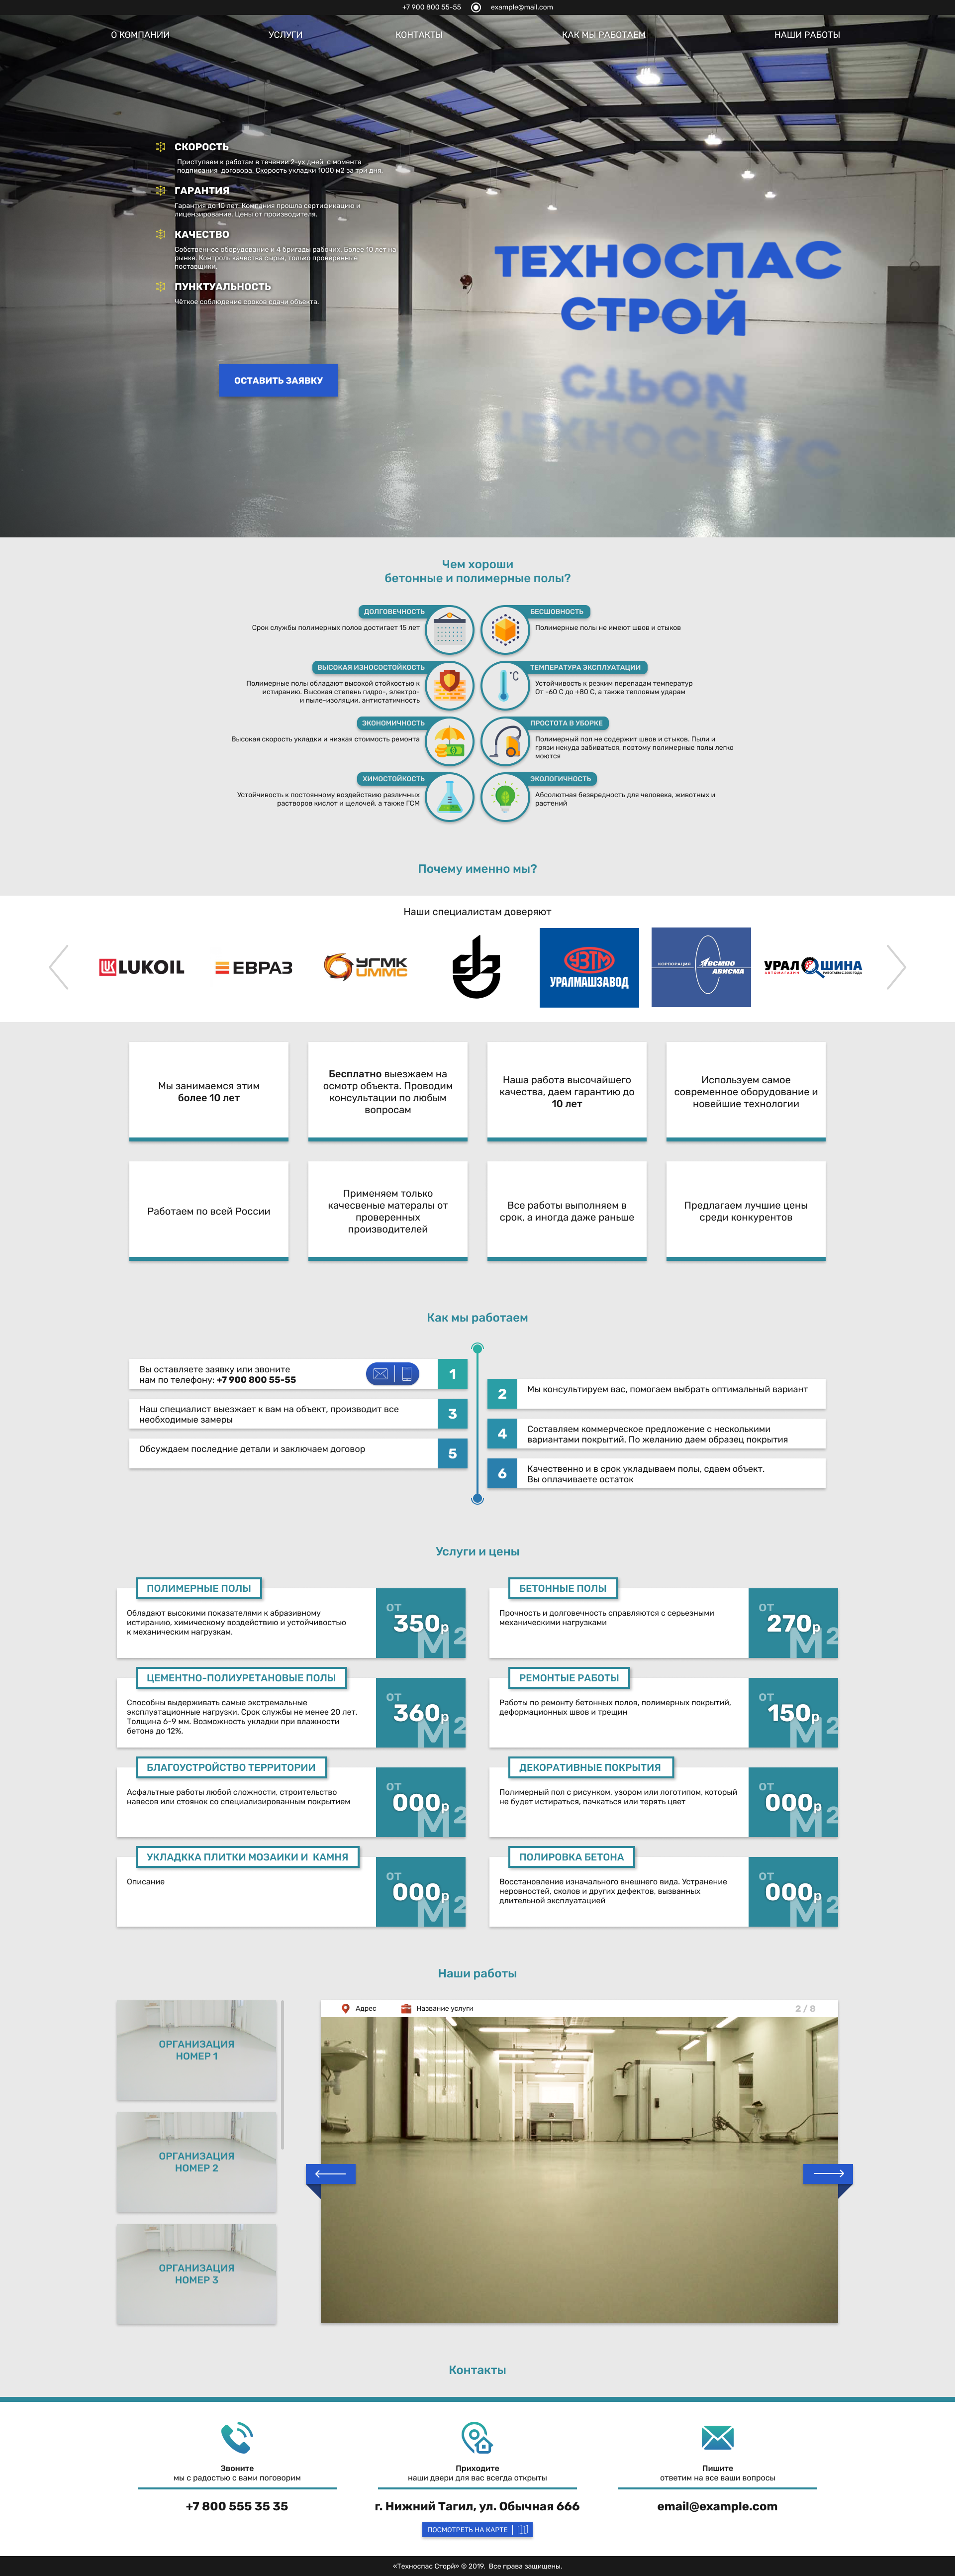 +7 900 800 55-55 example@mail.com
О КОМПАНИИ УСЛУГИ КОНТАКТЫ КАК МЫ РАБОТАЕМ НАШИ РАБОТЫ
СКОРОСТЬ
Приступаем к работам в течении 2-ух дней с момента
подписания договора. Скорость укладки 1000 м2 за три дня.
ГАРАНТИЯ
Гарантия до 10 лет. Компания прошла сертификацию и
лицензирование. Цены от производителя.
КАЧЕСТВО
Собственное оборудование и 4 бригады рабочих. Более 10 лет на
рынке. Контроль качества сырья, только проверенные
поставщики.
ПУНКТУАЛЬНОСТЬ
Чёткое соблюдение сроков сдачи объекта.
ОСТАВИТЬ ЗАЯВКУ
ТЕХНОСПАС
СТРОЙ
Чем хороши
бетонные и полимерные полы?
ДОЛГОВЕЧНОСТЬ
Срок службы полимерных полов достигает 15 лет
БЕСШОВНОСТЬ
Полимерные полы не имеют швов и стыков
ВЫСОКАЯ ИЗНОСОСТОЙКОСТЬ
Полимерные полы обладают высокой стойкостью к
истиранию. Высокая степень гидро-, электро-
и пыле-изоляции, антистатичность
ТЕМПЕРАТУРА ЭКСПЛУАТАЦИИ
°C
Устойчивость к резким перепадам температур
От -60 С до +80 С, а также тепловым ударам
ЭКОНОМИЧНОСТЬ
Высокая скорость укладки и низкая стоимость ремонта
ПРОСТОТА В УБОРКЕ
Полимерный пол не содержит швов и стыков. Пыли и
грязи некуда забиваться, поэтому полимерные полы легко
моются
ХИМОСТОЙКОСТЬ
Устойчивость к постоянному воздействию различных
растворов кислот и щелочей, а также ГСМ
ЭКОЛОГИЧНОСТЬ
Абсолютная безвредность для человека, животных и
растений
Почему именно мы?
Наши специалистам доверяют
LUKOIL
ЕВРАЗ
УГМК
UMMC
УЗТМ
УРАЛМАШЗАВОД
КОРПОРАЦИЯ ВСМПО
АВИСМА
УРАЛ ШИНА
Мы занимаемся этим
более 10 лет
Бесплатно выезжаем на
осмотр объекта. Проводим
консультации по любым
вопросам
Наша работа высочайшего
качества, даем гарантию до
10 лет
Используем самое
современное оборудование и
новейшие технологии
Работаем по всей России
Применяем только
качесвеные матералы от
проверенных
производителей
Все работы выполняем в
срок, а иногда даже раньше
Предлагаем лучшие цены
среди конкурентов
Как мы работаем
Вы оставляете заявку или звоните
нам по телефону: +7 900 800 55-55
1
2
Мы консультируем вас, помогаем выбрать оптимальный вариант
Наш специалист выезжает к вам на объект, производит все
необходимые замеры
3
4
Составляем коммерческое предложение с несколькими
вариантами покрытий. По желанию даем образец покрытия
Обсуждаем последние детали и заключаем договор
5
6
Качественно и в срок укладываем полы, сдаем объект.
Вы оплачиваете остаток
Услуги и цены
ПОЛИМЕРНЫЕ ПОЛЫ
Обладают высокими показателями к абразивному
истиранию, химическому воздействию и устойчивостью
к механическим нагрузкам.
от
350р
М2
БЕТОННЫЕ ПОЛЫ
Прочность и долговечность справляются с серьезными
механическими нагрузками
от
270р
М2
ЦЕМЕНТНО-ПОЛИУРЕТАНОВЫЕ ПОЛЫ
Способны выдерживать самые экстремальные
эксплуатационные нагрузки. Срок службы не менее 20 лет.
Толщина 6-9 мм. Возможность укладки при влажности
бетона до 12%.
от
360р
М2
РЕМОНТЫЕ РАБОТЫ
Работы по ремонту бетонных полов, полимерных покрытий,
деформационных швов и трещин
от
150р
М2
БЛАГОУСТРОЙСТВО ТЕРРИТОРИИ
Асфальтные работы любой сложности, строительство
навесов или стоянок со специализированным покрытием
от
000р
М2
ДЕКОРАТИВНЫЕ ПОКРЫТИЯ
Полимерный пол с рисунком, узором или логотипом, который
не будет истираться, пачкаться или терять цвет
от
000р
М2
УКЛАДККА ПЛИТКИ МОЗАИКИ И КАМНЯ
Описание
от
000р
М2
ПОЛИРОВКА БЕТОНА
Восстановление изначального внешнего вида. Устранение
неровностей, сколов и других дефектов, вызванных
длительной эксплуатацией
от
000р
М2
Наши работы
ОРГАНИЗАЦИЯ
НОМЕР 1
ОРГАНИЗАЦИЯ
НОМЕР 2
ОРГАНИЗАЦИЯ
НОМЕР 3
Адрес Название услуги 2 / 8
Контакты
Звоните
мы с радостью с вами поговорим
+7 800 555 35 35
Приходите
наши двери для вас всегда открыты
г. Нижний Тагил, ул. Обычная 666
ПОСМОТРЕТЬ НА КАРТЕ
Пишите
ответим на все ваши вопросы
email@example.com
«Техноспас Сторй» © 2019. Все права защищены.